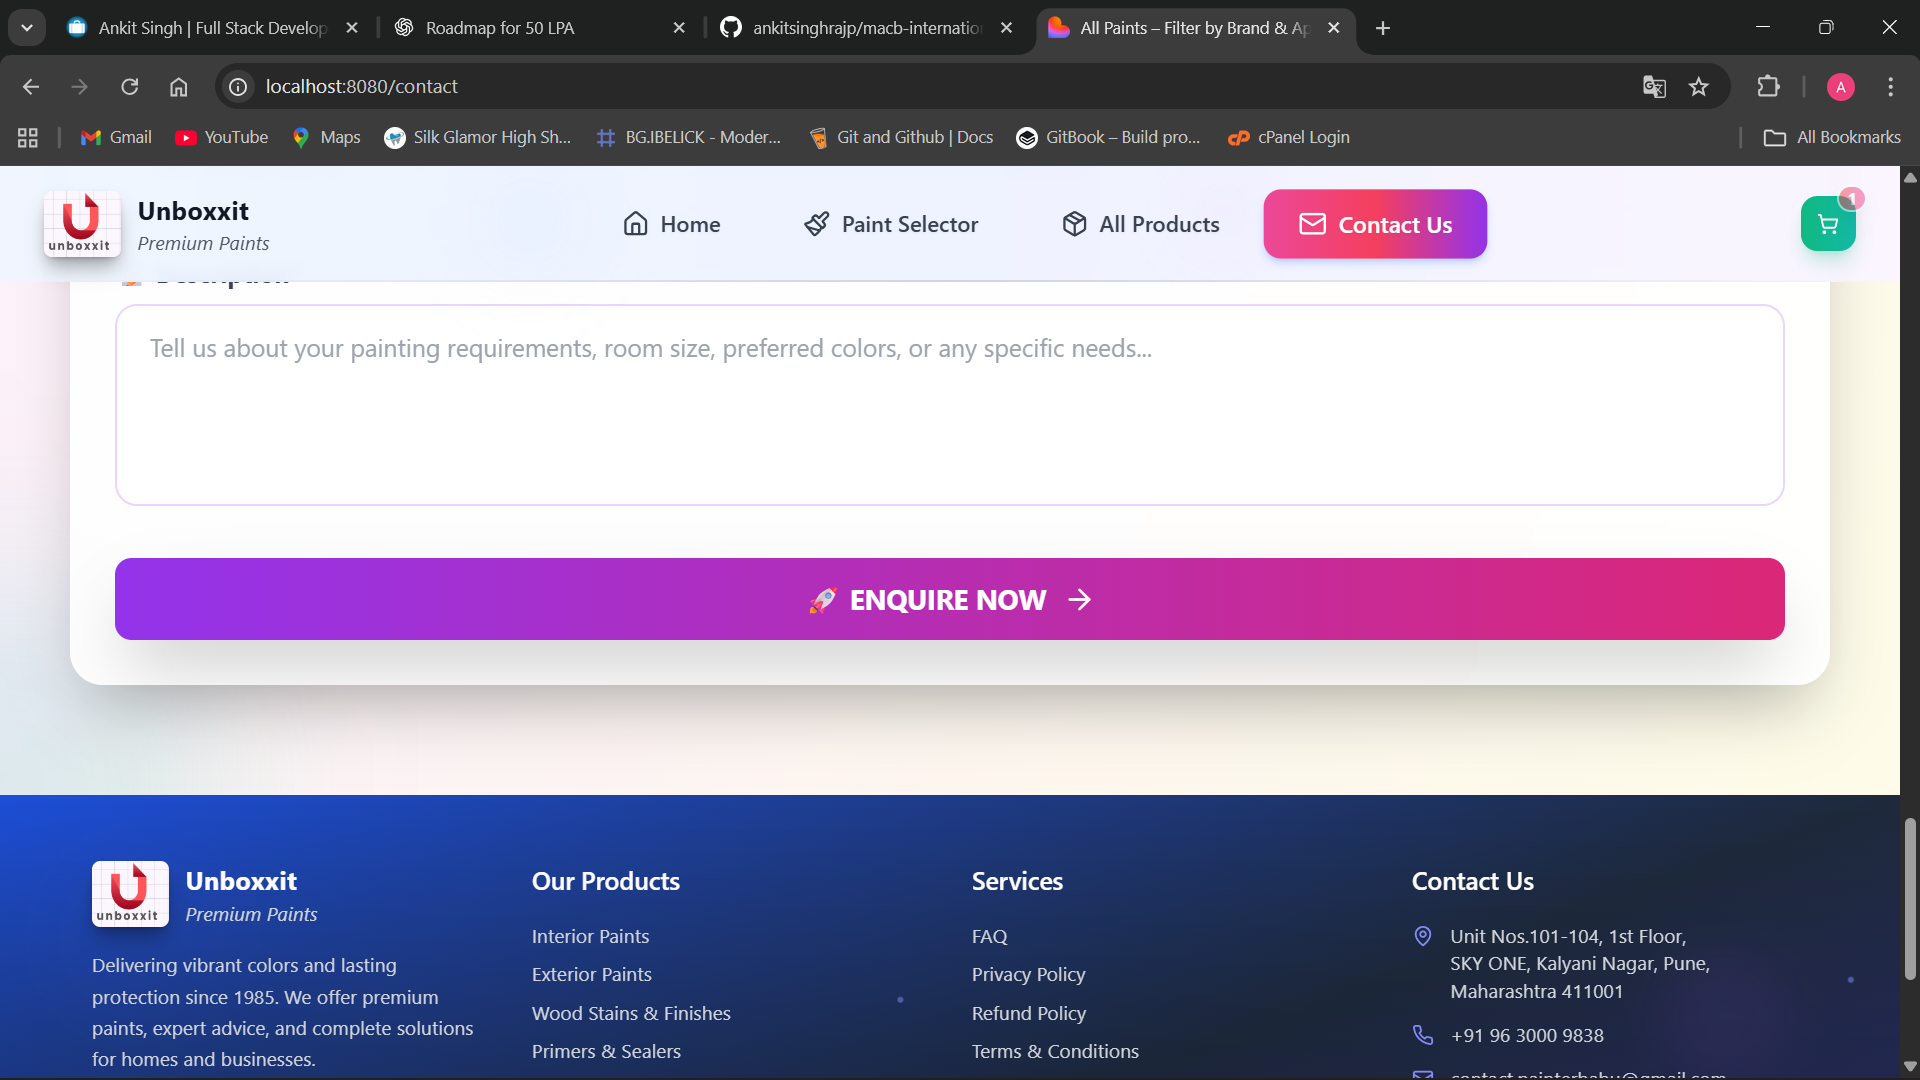 Ankit Singh | Full Stack Develop
Roadmap for 50 LPA
ankitsinghrajp/macb-internatio
All Paints – Filter by Brand & Ap
localhost:8080/contact
A
Gmail
YouTube
Maps
Silk Glamor High Sh...
BG.IBELICK - Moder...
Git and Github | Docs
GitBook – Build pro...
cPanel Login
All Bookmarks
unboxxit
Unboxxit
Premium Paints
Home
Paint Selector
All Products
Contact Us
1
Description
Tell us about your painting requirements, room size, preferred colors, or any specific needs...
🚀 ENQUIRE NOW →
unboxxit
Unboxxit
Premium Paints
Delivering vibrant colors and lasting
protection since 1985. We offer premium
paints, expert advice, and complete solutions
for homes and businesses.
Our Products
Interior Paints
Exterior Paints
Wood Stains & Finishes
Primers & Sealers
Services
FAQ
Privacy Policy
Refund Policy
Terms & Conditions
Contact Us
Unit Nos.101-104, 1st Floor,
SKY ONE, Kalyani Nagar, Pune,
Maharashtra 411001
+91 96 3000 9838
contact.painterbabu@gmail.com